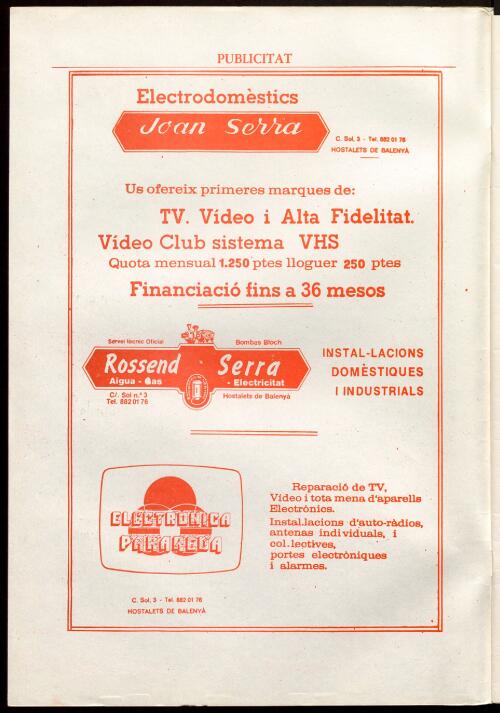 PUBLICITAT
Electrodomèstics
Joan Serra
C. Sol, 3 - Tel. 882 01 76
HOSTALETS DE BALENYÀ
Us ofereix primeres marques de:
TV. Vídeo i Alta Fidelitat.
Vídeo Club sistema VHS
Quota mensual 1.250 ptes lloguer 250 ptes
Financiació fins a 36 mesos
Servei tècnic Oficial
Bombas Bloch
Rossend Serra
Aigua - Gas - Electricitat
C/. Sol n.º 3
Tel. 882 01 76
Hostalets de Balenyà
INSTAL-LACIONS
DOMÈSTIQUES
I INDUSTRIALS
ELECTRÒNICA
PARAREDA
Reparació de TV,
Vídeo i tota mena d'aparells
Electrònics.
Instal.lacions d'auto-ràdios,
antenas individuals, i
col.lectives,
portes electròniques
i alarmes.
C. Sol, 3 - Tel. 882 01 76
HOSTALETS DE BALENYÀ